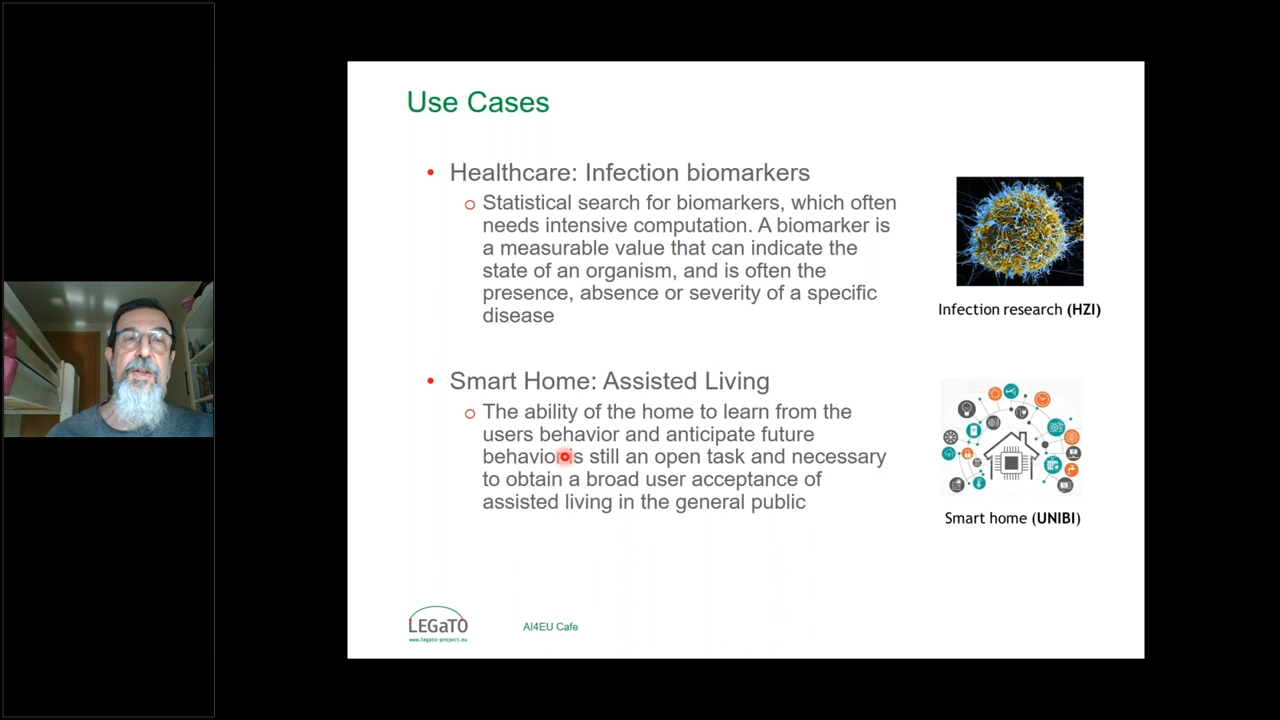 Use Cases
• Healthcare: Infection biomarkers
o Statistical search for biomarkers, which often
needs intensive computation. A biomarker is
a measurable value that can indicate the
state of an organism, and is often the
presence, absence or severity of a specific
disease
Infection research (HZI)
• Smart Home: Assisted Living
o The ability of the home to learn from the
users behavior and anticipate future
still an open task and necessary
to obtain a broad user acceptance of
assisted living in the general public
Smart home (UNIBI)
LEGaTO
www.legato-project.eu
AI4EU Cafe